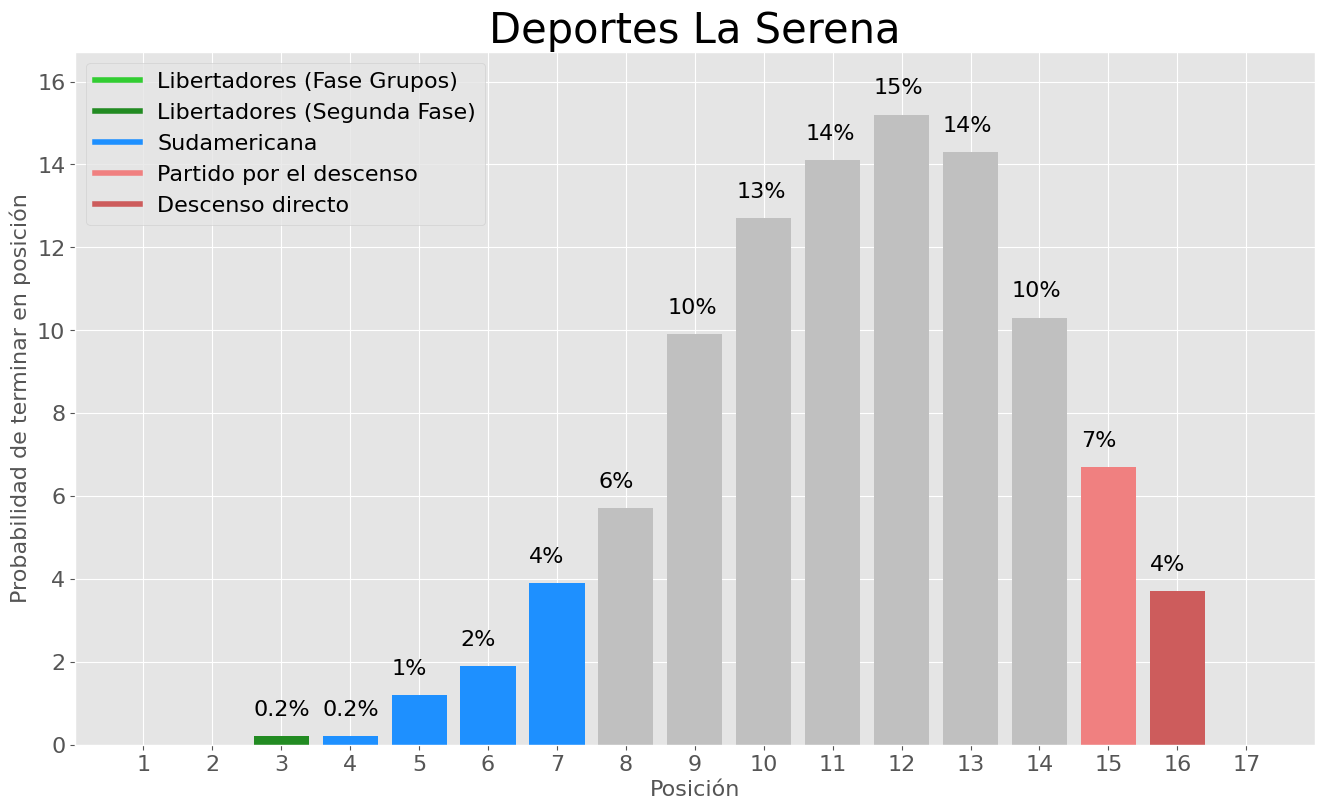 Deportes La Serena
Libertadores (Fase Grupos)
Libertadores (Segunda Fase)
Sudamericana
Partido por el descenso
Descenso directo
Probabilidad de terminar en posición
16
14
12
10
8
6
4
2
0
0.2%
0.2%
1%
2%
4%
6%
10%
13%
14%
15%
14%
10%
7%
4%
1 2 3 4 5 6 7 8 9 10 11 12 13 14 15 16 17
Posición